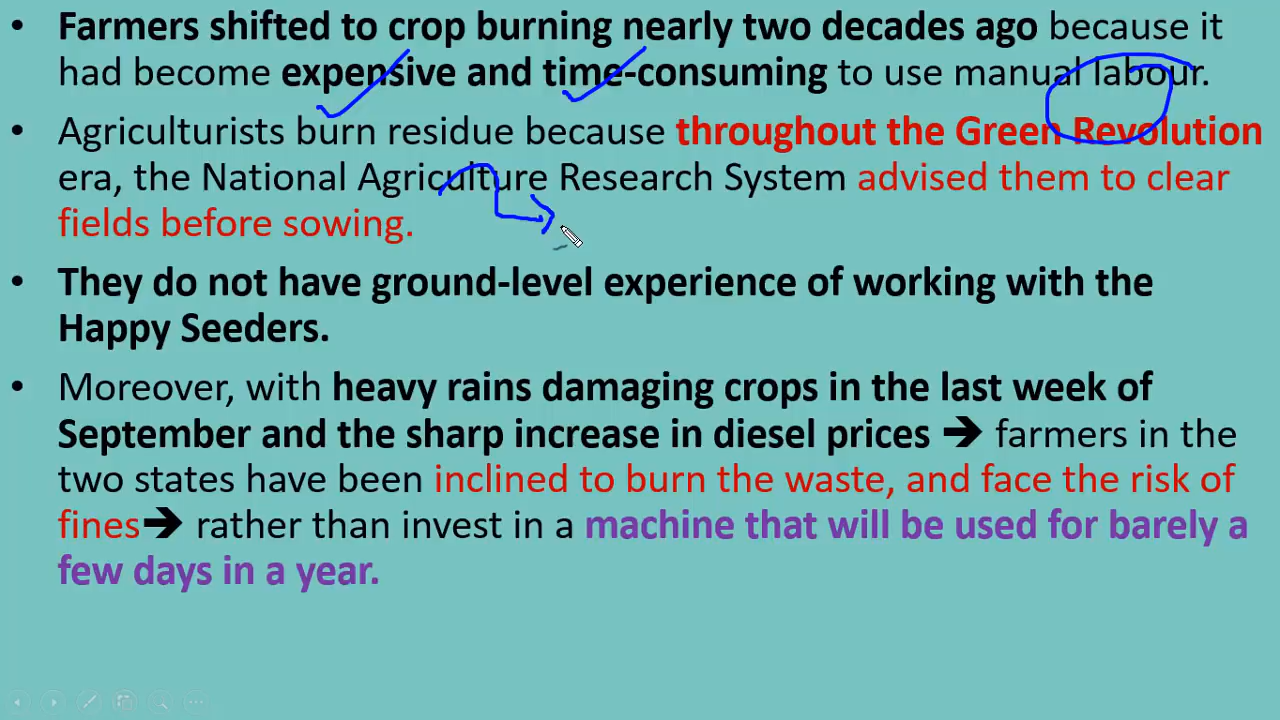 • Farmers shifted to crop burning nearly two decades ago because it
had become expensive and time-consuming to use manual labour.
• Agriculturists burn residue because throughout the Green Revolution
era, the National Agriculture Research System advised them to clear
fields before sowing.
• They do not have ground-level experience of working with the
Happy Seeders.
• Moreover, with heavy rains damaging crops in the last week of
September and the sharp increase in diesel prices ➔ farmers in the
two states have been inclined to burn the waste, and face the risk of
fines➔ rather than invest in a machine that will be used for barely a
few days in a year.